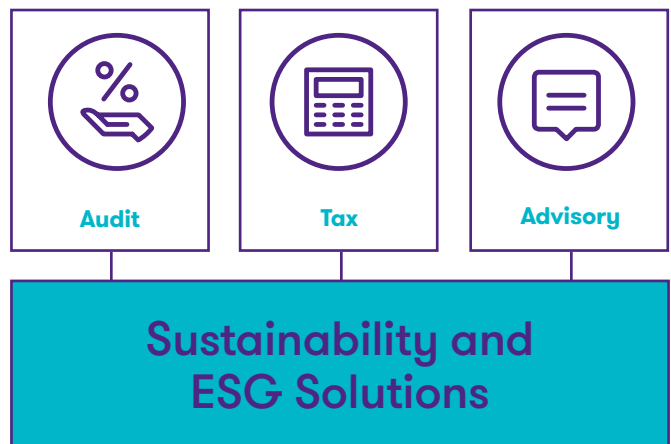 Audit
Tax
Advisory
Sustainability and
ESG Solutions